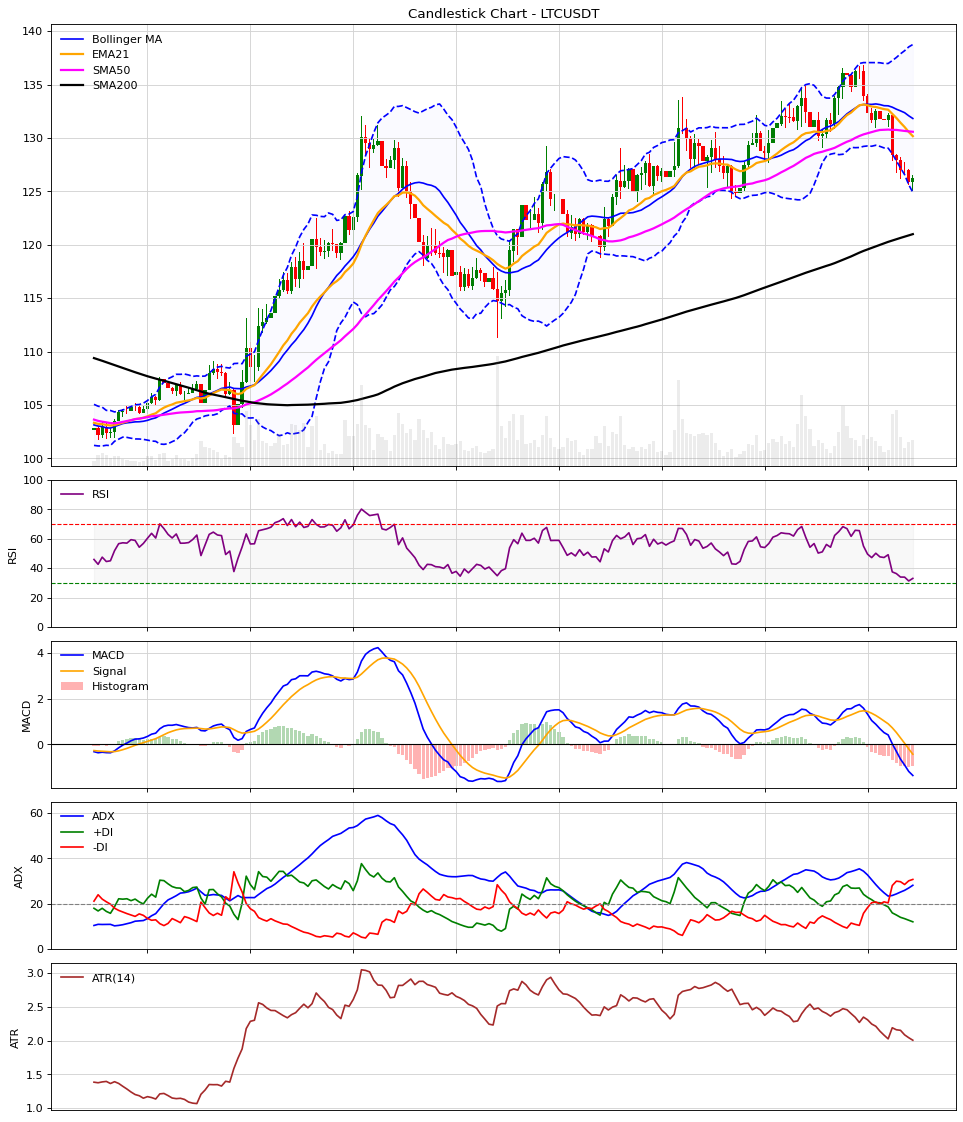 Candlestick Chart - LTCUSDT
140
135
130
125
120
115
110
105
100
Bollinger MA
EMA21
SMA50
SMA200
100
80
60
40
20
0
RSI
RSI
4
2
0
MACD
MACD
Signal
Histogram
60
40
20
0
ADX
ADX
+DI
-DI
3.0
2.5
2.0
1.5
1.0
ATR
ATR(14)